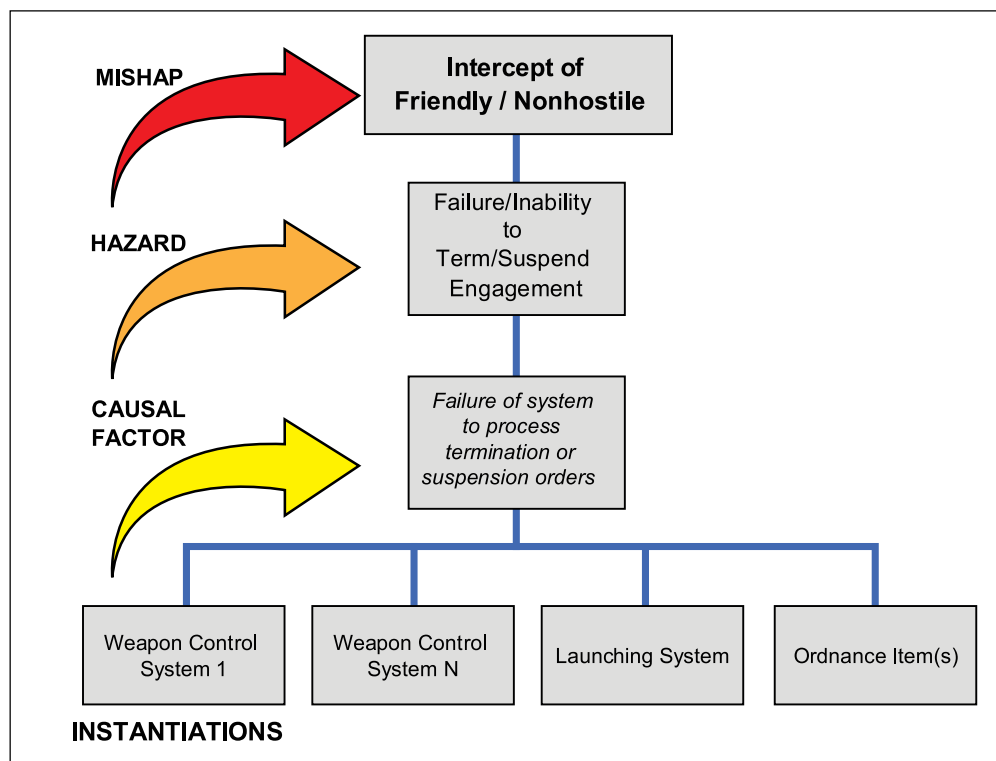 MISHAP
Intercept of
Friendly / Nonhostile
HAZARD
Failure/Inability
to
Term/Suspend
Engagement
CAUSAL
FACTOR
Failure of system
to process
termination or
suspension orders
Weapon Control
System 1
Weapon Control
System N
Launching System
Ordnance Item(s)
INSTANTIATIONS